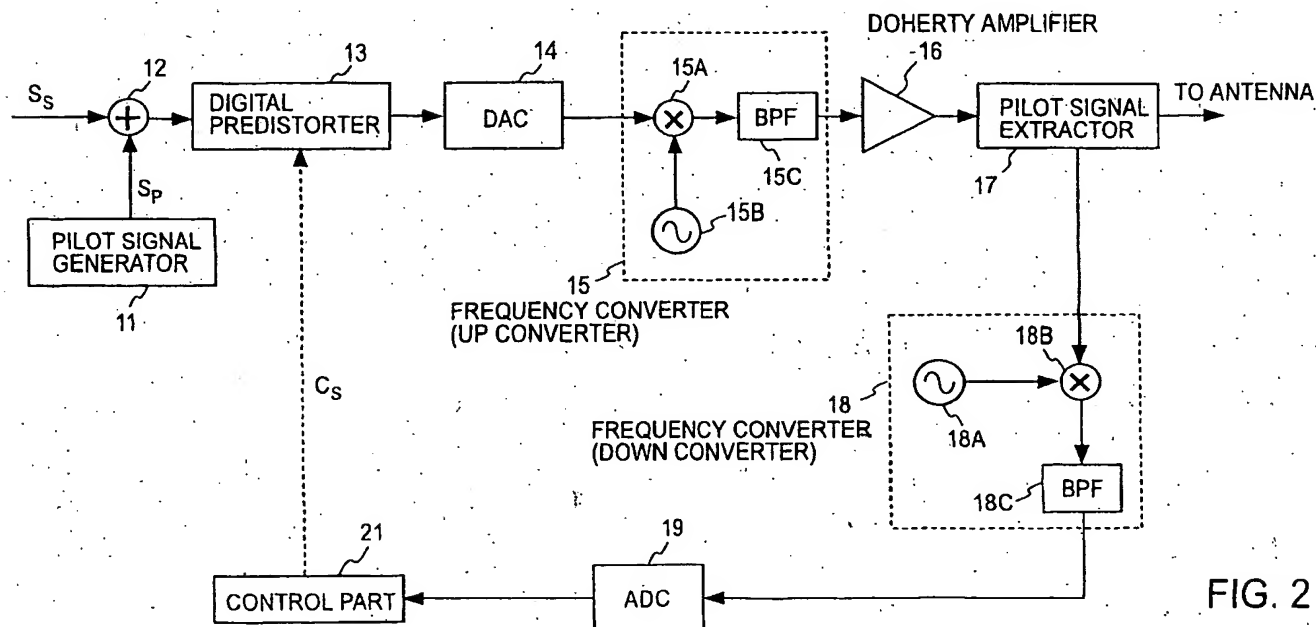 DOHERTY AMPLIFIER
12
13
14
15A
16
S_S
+
DIGITAL
PREDISTORTER
DAC
×
BPF
PILOT SIGNAL
EXTRACTOR
TO ANTENNA
15C
17
S_P
15B
PILOT SIGNAL
GENERATOR
11
15
FREQUENCY CONVERTER
(UP CONVERTER)
C_S
18B
×
18
18A
FREQUENCY CONVERTER
(DOWN CONVERTER)
18C
BPF
21
19
CONTROL PART
ADC
FIG. 2